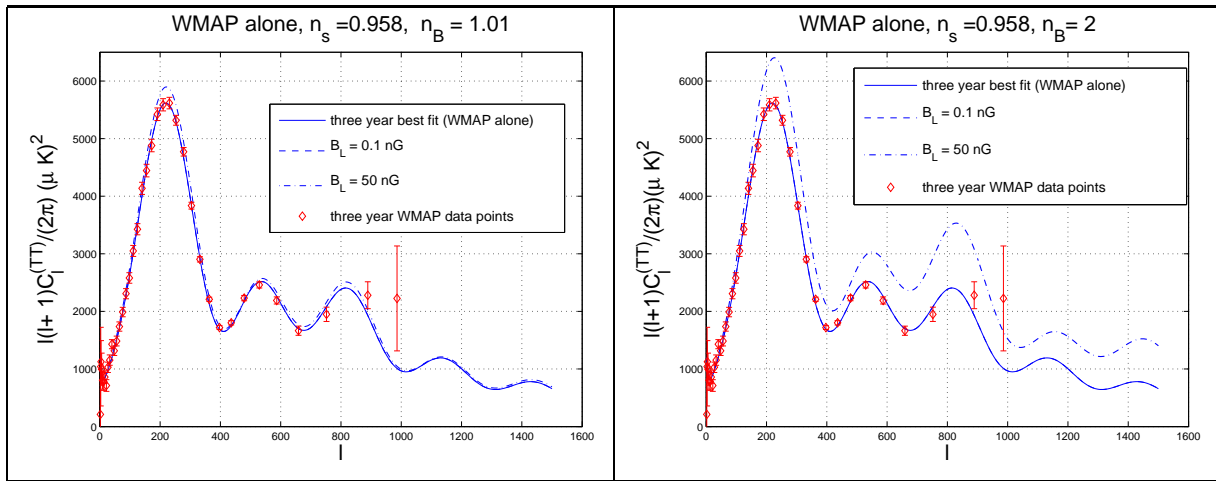 WMAP alone, n_s =0.958, n_B = 1.01
l(l+ 1)C_l^(TT)/(2π) (μ K)^2
6000
5000
4000
3000
2000
1000
0
three year best fit (WMAP alone)
B_L = 0.1 nG
B_L = 50 nG
three year WMAP data points
0 200 400 600 800 1000 1200 1400 1600
l
WMAP alone, n_s =0.958, n_B= 2
l(l+ 1)C_l^(TT)/(2π)(μ K)^2
6000
5000
4000
3000
2000
1000
0
three year best fit (WMAP alone)
B_L = 0.1 nG
B_L = 50 nG
three year WMAP data points
0 200 400 600 800 1000 1200 1400 1600
l